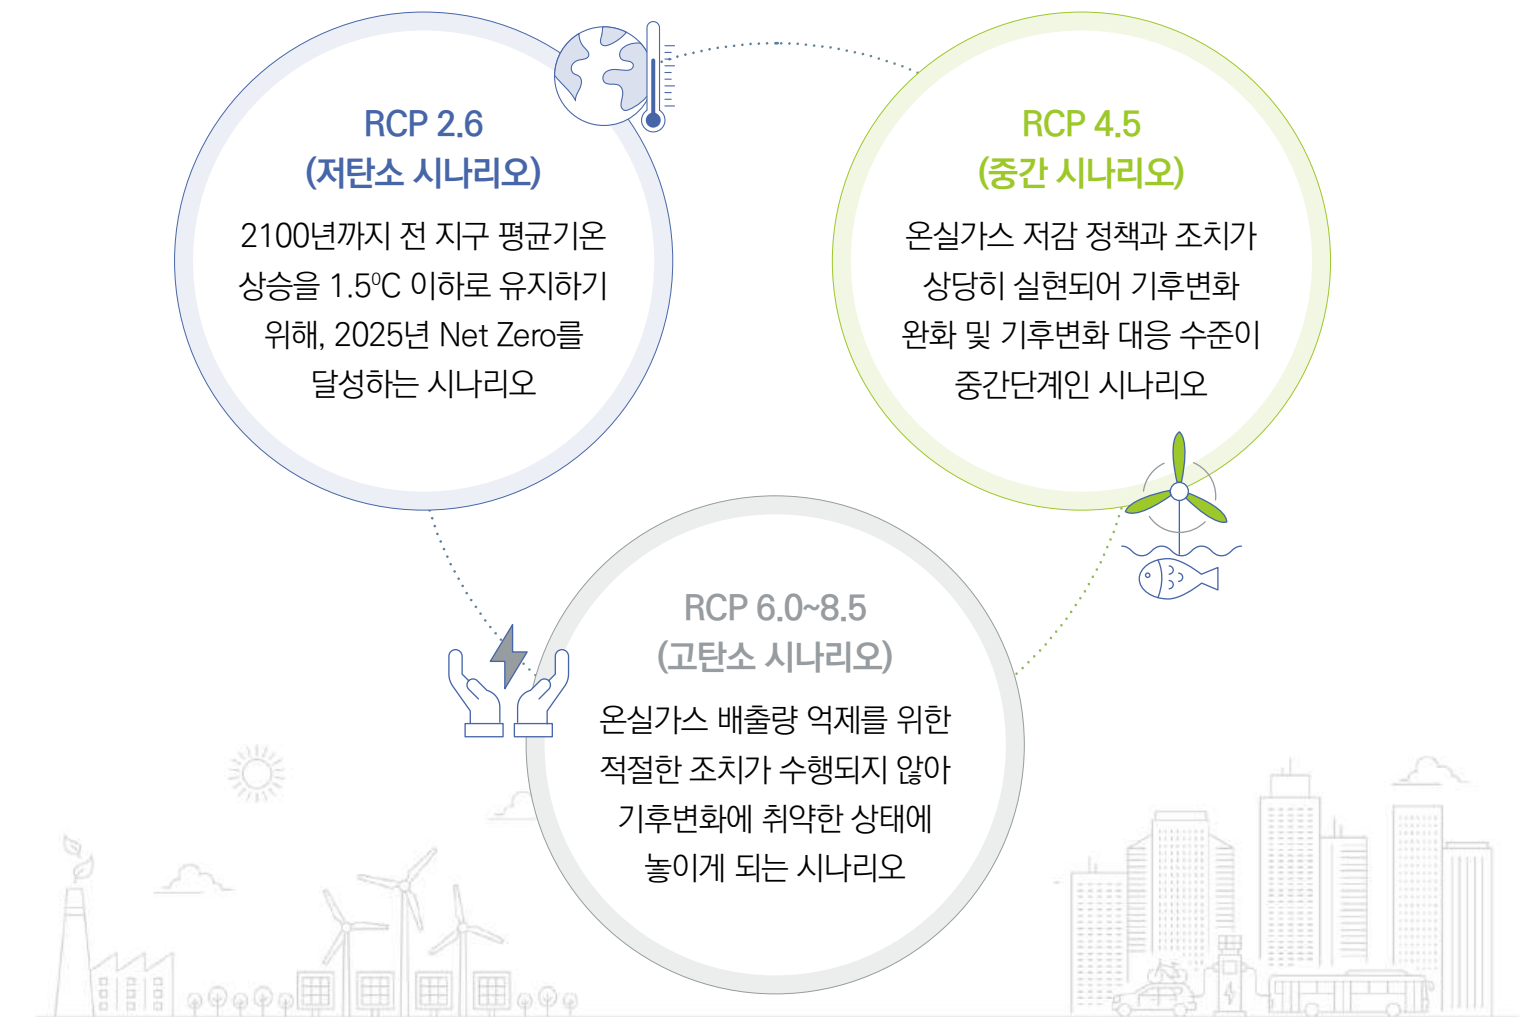 RCP 2.6
(저탄소 시나리오)
2100년까지 전 지구 평균기온
상승을 1.5⁰C 이하로 유지하기
위해, 2025년 Net Zero를
달성하는 시나리오
RCP 4.5
(중간 시나리오)
온실가스 저감 정책과 조치가
상당히 실현되어 기후변화
완화 및 기후변화 대응 수준이
중간단계인 시나리오
RCP 6.0~8.5
(고탄소 시나리오)
온실가스 배출량 억제를 위한
적절한 조치가 수행되지 않아
기후변화에 취약한 상태에
놓이게 되는 시나리오